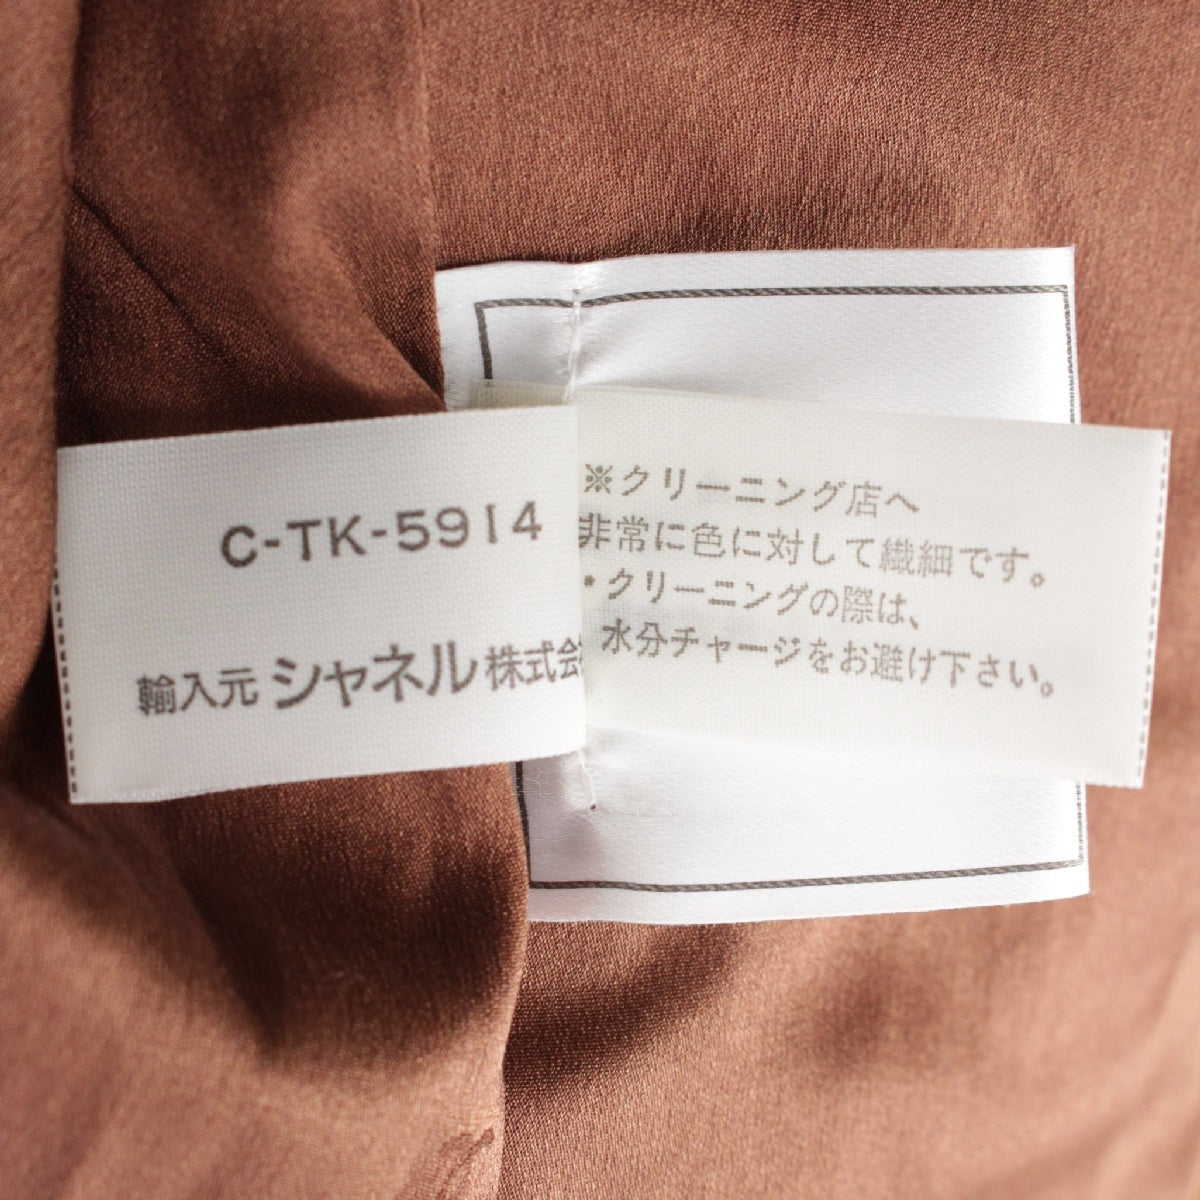 C-TK-5914
輸入元 シャネル 株式会
※クリーニング店へ
非常に色に対して繊細です。
・クリーニングの際は、
水分チャージをお避け下さい。